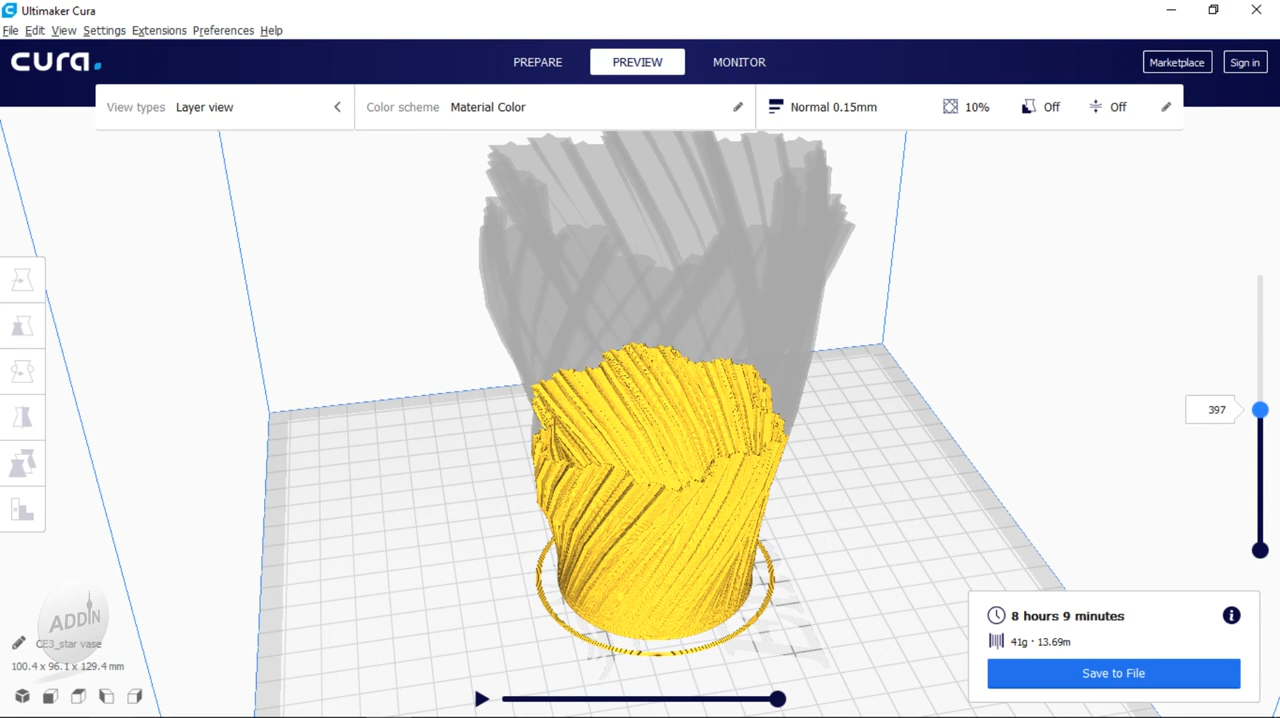 Ultimaker Cura
File Edit View Settings Extensions Preferences Help
cura.
PREPARE PREVIEW MONITOR
Marketplace Sign in
View types Layer view Color scheme Material Color Normal 0.15mm 10% Off Off
397
ADDIN
CE3_star vase
100.4 x 96.1 x 129.4 mm
8 hours 9 minutes
41g · 13.69m
Save to File